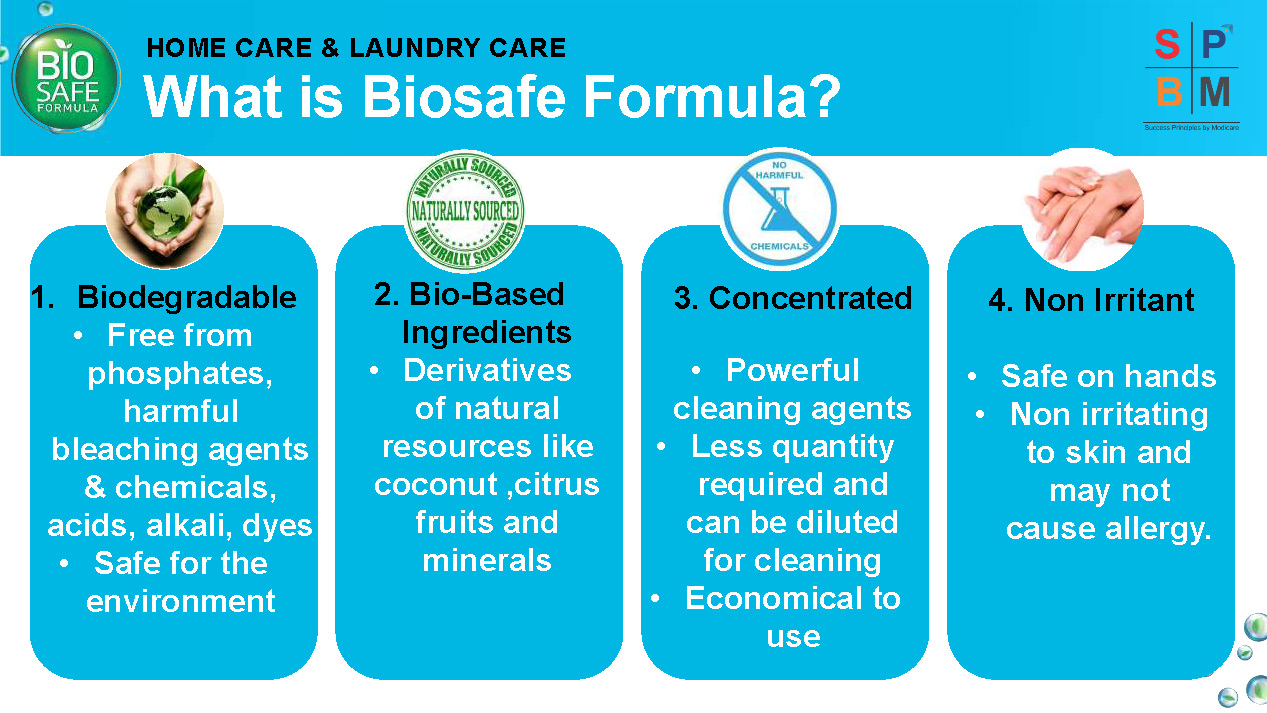 BIO
SAFE
FORMULA
HOME CARE & LAUNDRY CARE
What is Biosafe Formula?
S P
B M
Success Principles by Modicare
1. Biodegradable
• Free from
phosphates,
harmful
bleaching agents
& chemicals,
acids, alkali, dyes
• Safe for the
environment
NATURALLY SOURCED
NATURALLY SOURCED
NATURALLY SOURCED
2. Bio-Based
Ingredients
• Derivatives
of natural
resources like
coconut ,citrus
fruits and
minerals
NO
HARMFUL
CHEMICALS
3. Concentrated
• Powerful
cleaning agents
• Less quantity
required and
can be diluted
for cleaning
• Economical to
use
4. Non Irritant
• Safe on hands
• Non irritating
to skin and
may not
cause allergy.